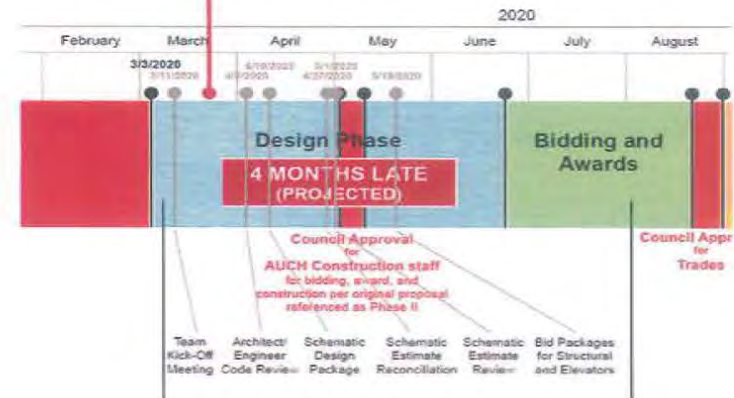 2020
February March April May June July August
3/3/2020 4/10/2020 5/1/2020
3/11/2020 4/27/2020 5/19/2020
Design Phase
Bidding and
Awards
4 MONTHS LATE
(PROJECTED)
Council Approval
for
AUCH Construction staff
for bidding, award, and
construction per original proposal
referenced as Phase II
Council Appr
for
Trades
Team
Kick-Off
Meeting
Architect/
Engineer
Code Review
Schematic
Design
Package
Schematic
Estimate
Reconciliation
Schematic
Estimate
Review
Bid Packages
for Structural
and Elevators